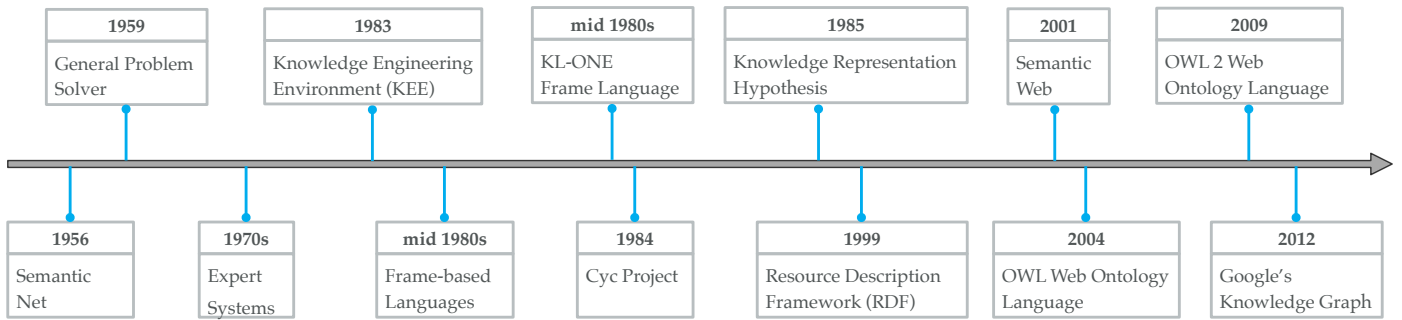 1959
General Problem
Solver
1983
Knowledge Engineering
Environment (KEE)
mid 1980s
KL-ONE
Frame Language
1985
Knowledge Representation
Hypothesis
2001
Semantic
Web
2009
OWL 2 Web
Ontology Language
1956
Semantic
Net
1970s
Expert
Systems
mid 1980s
Frame-based
Languages
1984
Cyc Project
1999
Resource Description
Framework (RDF)
2004
OWL Web Ontology
Language
2012
Google’s
Knowledge Graph